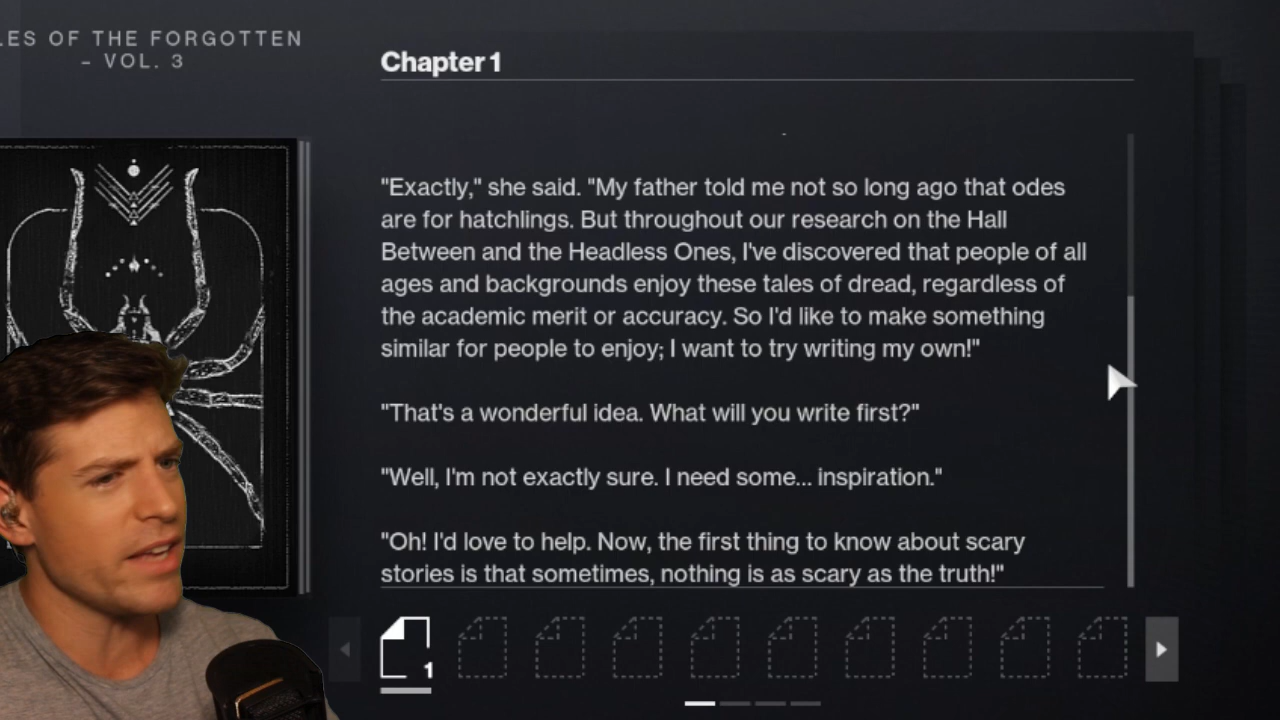 LES OF THE FORGOTTEN
– VOL. 3
Chapter 1
"Exactly," she said. "My father told me not so long ago that odes
are for hatchlings. But throughout our research on the Hall
Between and the Headless Ones, I've discovered that people of all
ages and backgrounds enjoy these tales of dread, regardless of
the academic merit or accuracy. So I'd like to make something
similar for people to enjoy; I want to try writing my own!"
"That's a wonderful idea. What will you write first?"
"Well, I'm not exactly sure. I need some... inspiration."
"Oh! I'd love to help. Now, the first thing to know about scary
stories is that sometimes, nothing is as scary as the truth!"
1